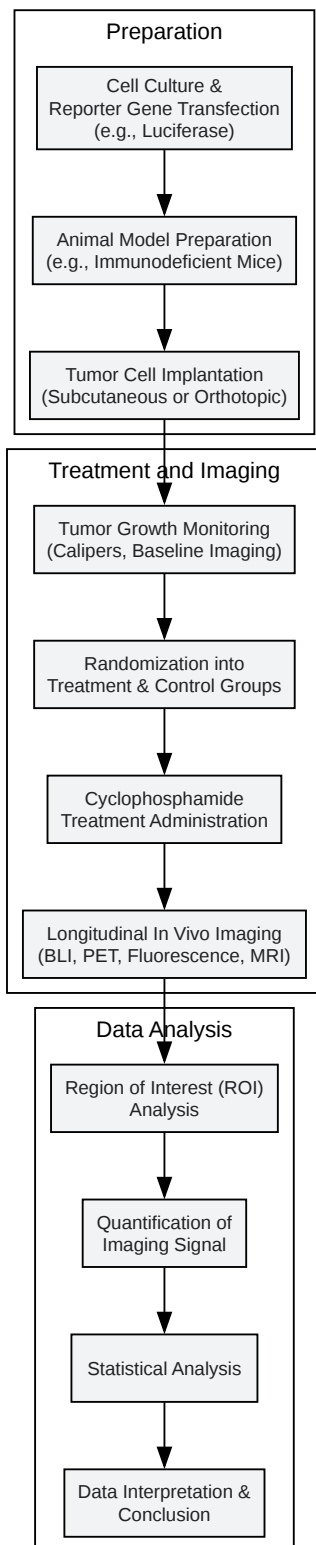 Preparation
Cell Culture &
Reporter Gene Transfection
(e.g., Luciferase)
Animal Model Preparation
(e.g., Immunodeficient Mice)
Tumor Cell Implantation
(Subcutaneous or Orthotopic)
Treatment and Imaging
Tumor Growth Monitoring
(Calipers, Baseline Imaging)
Randomization into
Treatment & Control Groups
Cyclophosphamide
Treatment Administration
Longitudinal In Vivo Imaging
(BLI, PET, Fluorescence, MRI)
Data Analysis
Region of Interest (ROI)
Analysis
Quantification of
Imaging Signal
Statistical Analysis
Data Interpretation &
Conclusion